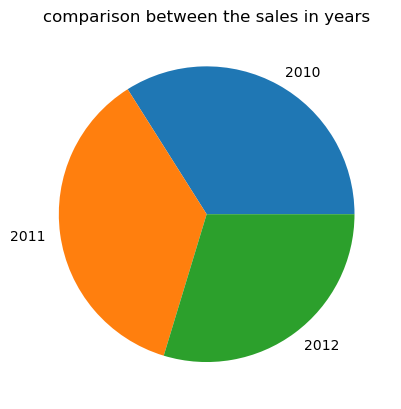 comparison between the sales in years
2010
2011
2012